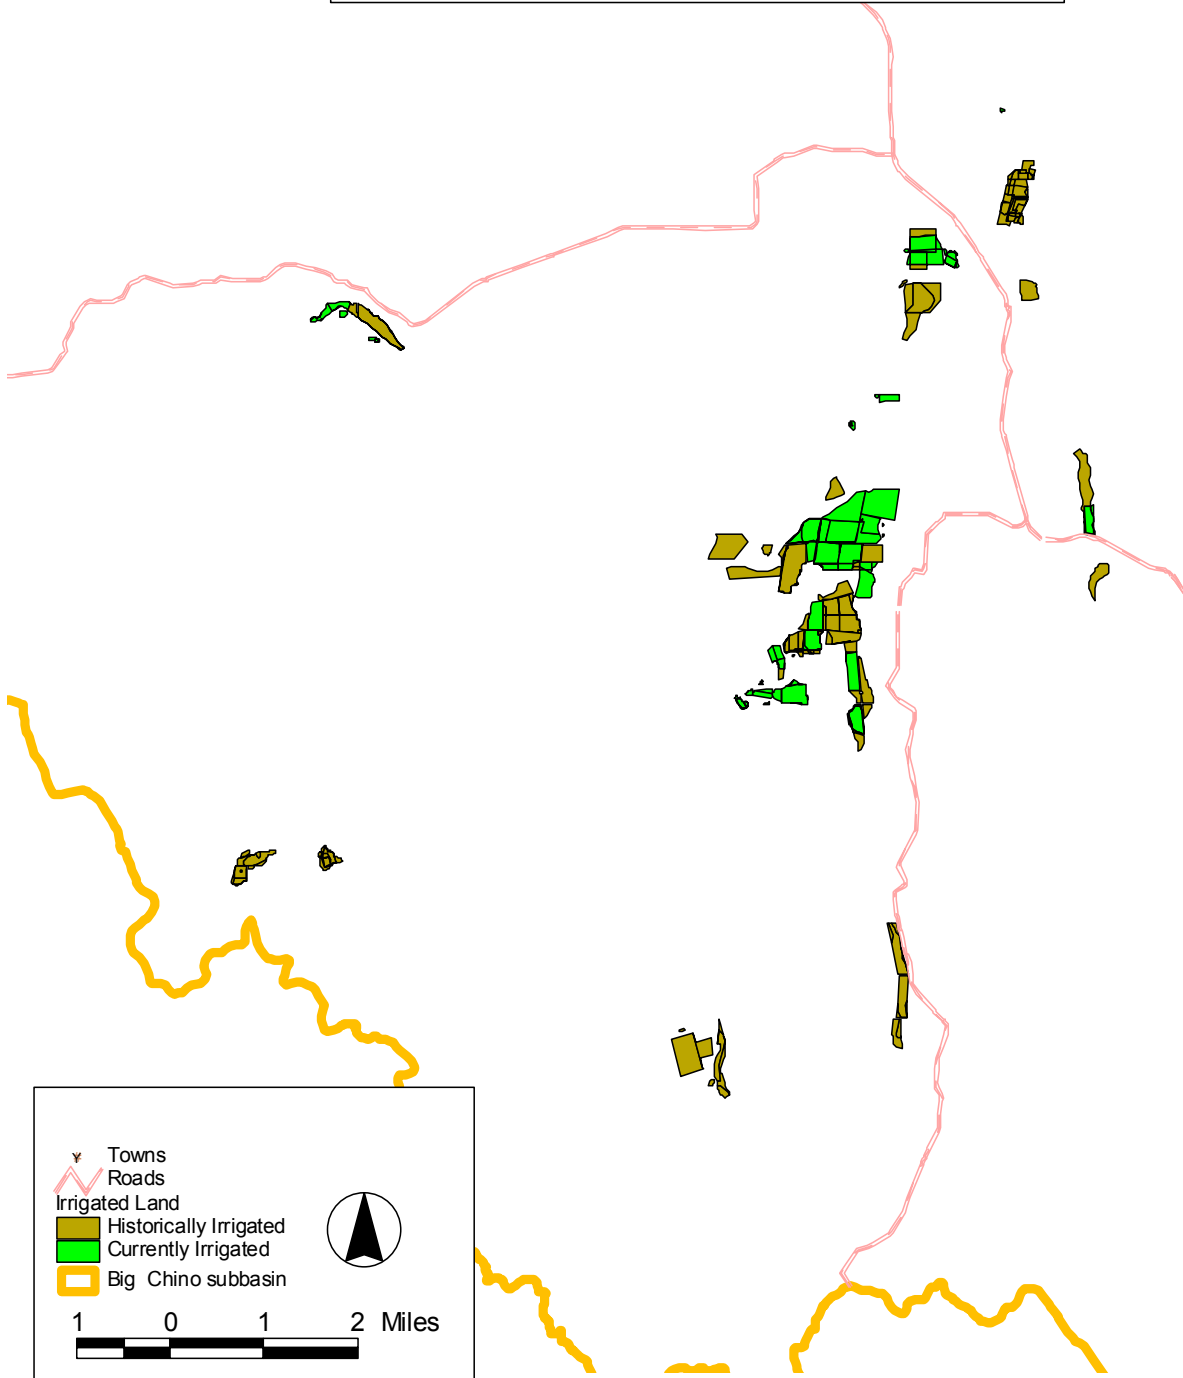 Towns
Roads
Irrigated Land
Historically Irrigated
Currently Irrigated
Big Chino subbasin
1 0 1 2 Miles